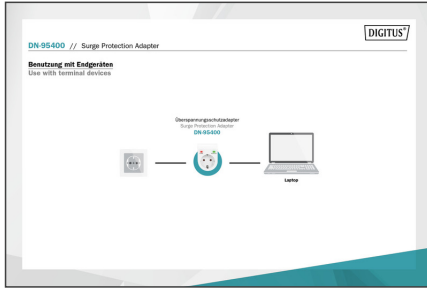 DIGITUS®
DN-95400 // Surge Protection Adapter
Benutzung mit Endgeräten
Use with terminal devices
Überspannungsschutzadapter
Surge Protection Adapter
DN-95400
Laptop